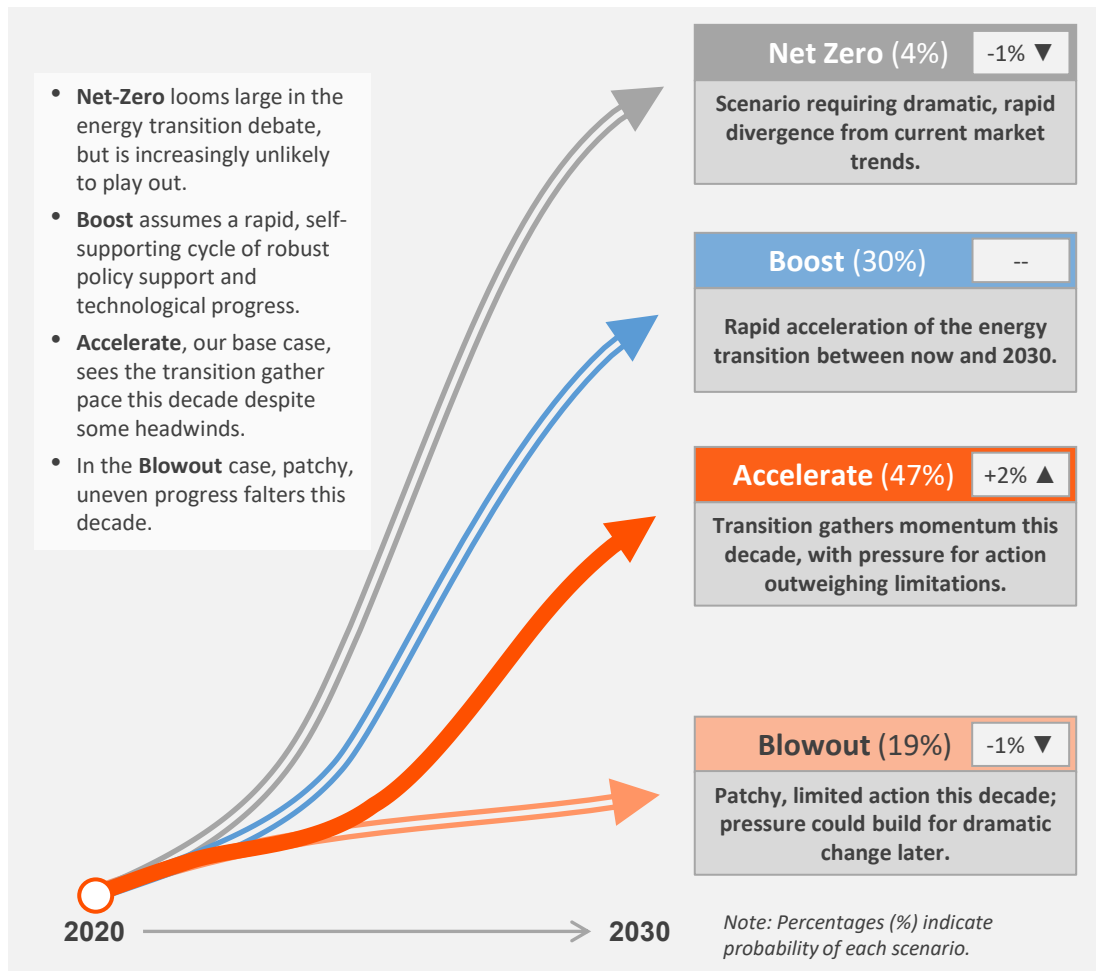 • Net-Zero looms large in the
energy transition debate,
but is increasingly unlikely
to play out.
• Boost assumes a rapid, self-
supporting cycle of robust
policy support and
technological progress.
• Accelerate, our base case,
sees the transition gather
pace this decade despite
some headwinds.
• In the Blowout case, patchy,
uneven progress falters this
decade.
Net Zero (4%) -1% ▼
Scenario requiring dramatic, rapid
divergence from current market
trends.
Boost (30%) --
Rapid acceleration of the energy
transition between now and 2030.
Accelerate (47%) +2% ▲
Transition gathers momentum this
decade, with pressure for action
outweighing limitations.
Blowout (19%) -1% ▼
Patchy, limited action this decade;
pressure could build for dramatic
change later.
2020 2030
Note: Percentages (%) indicate
probability of each scenario.